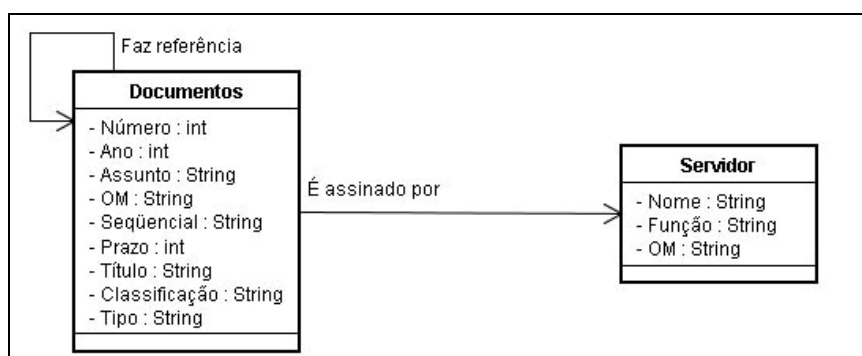 Faz referência
Documentos
- Número : int
- Ano : int
- Assunto : String
- OM : String
- Seqüencial : String
- Prazo : int
- Título : String
- Classificação : String
- Tipo : String
É assinado por
Servidor
- Nome : String
- Função : String
- OM : String